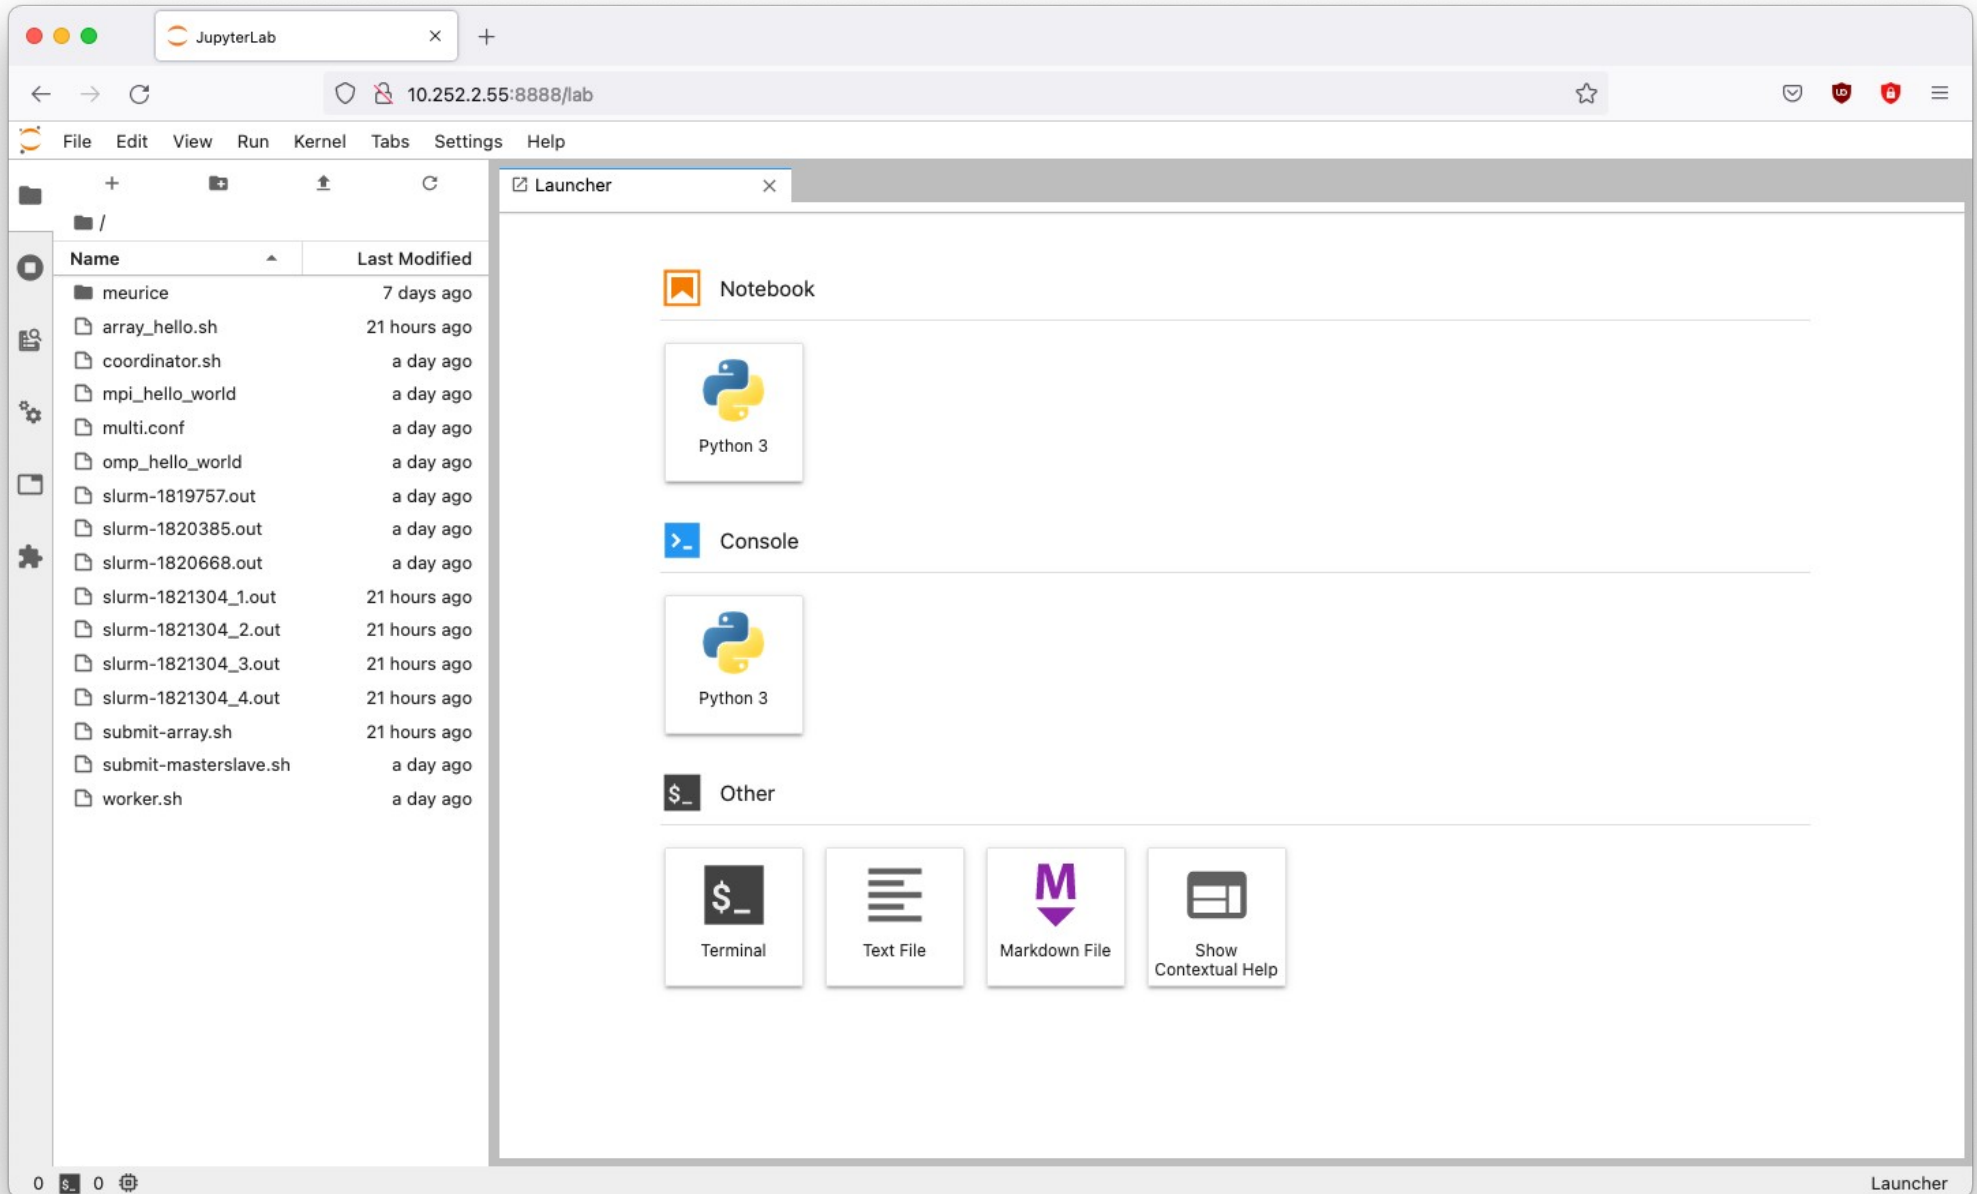 JupyterLab
10.252.2.55:8888/lab
File Edit View Run Kernel Tabs Settings Help
Launcher
/
Name Last Modified
meurice 7 days ago
array_hello.sh 21 hours ago
coordinator.sh a day ago
mpi_hello_world a day ago
multi.conf a day ago
omp_hello_world a day ago
slurm-1819757.out a day ago
slurm-1820385.out a day ago
slurm-1820668.out a day ago
slurm-1821304_1.out 21 hours ago
slurm-1821304_2.out 21 hours ago
slurm-1821304_3.out 21 hours ago
slurm-1821304_4.out 21 hours ago
submit-array.sh 21 hours ago
submit-masterslave.sh a day ago
worker.sh a day ago
Notebook
Python 3
Console
Python 3
$_ Other
$_
M
Terminal Text File Markdown File Show
Contextual Help
0 $_ 0 Launcher